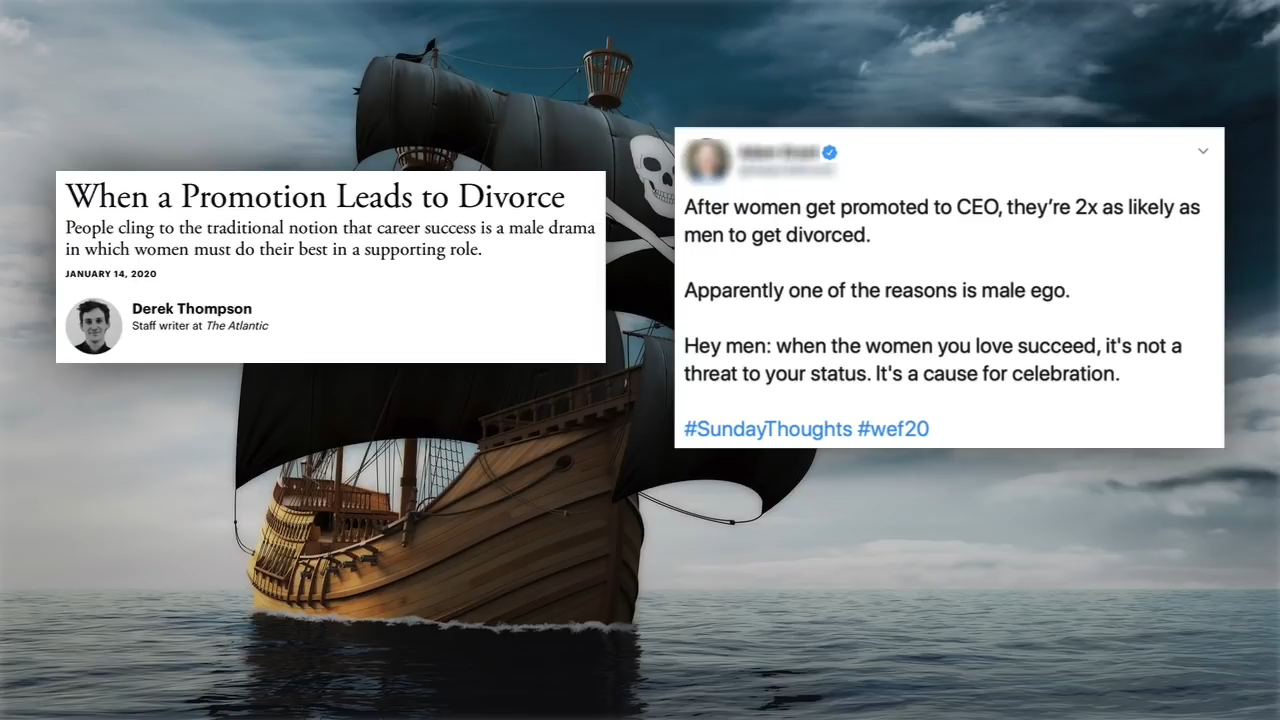 When a Promotion Leads to Divorce
People cling to the traditional notion that career success is a male drama
in which women must do their best in a supporting role.
JANUARY 14, 2020
Derek Thompson
Staff writer at The Atlantic
After women get promoted to CEO, they’re 2x as likely as
men to get divorced.
Apparently one of the reasons is male ego.
Hey men: when the women you love succeed, it's not a
threat to your status. It's a cause for celebration.
#SundayThoughts #wef20